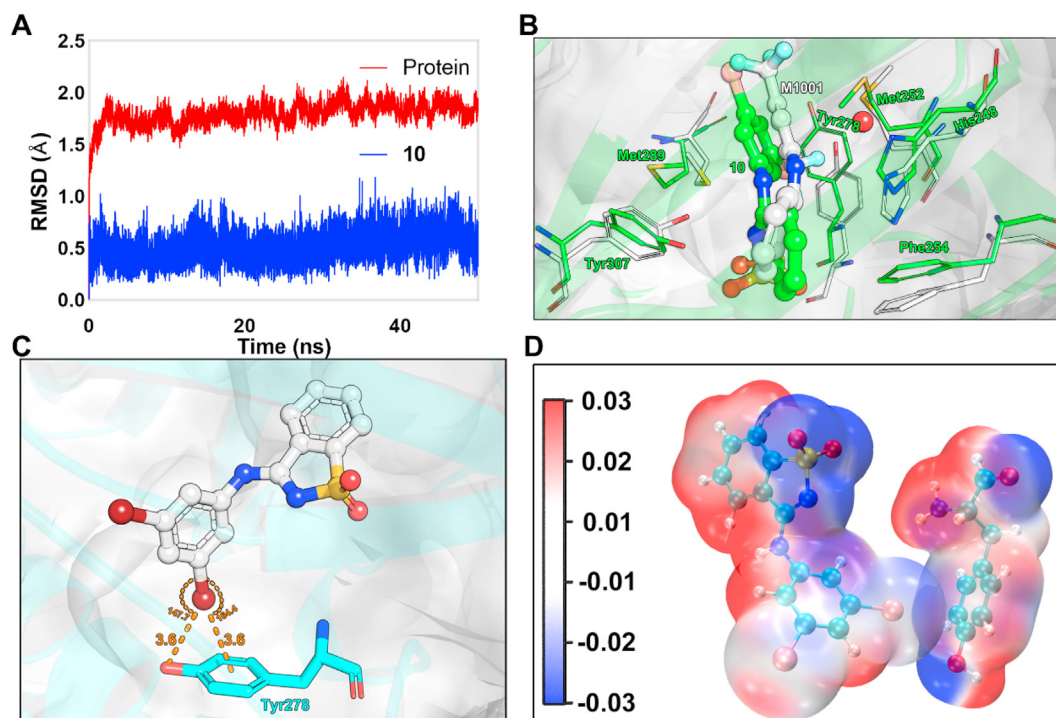 A
RMSD (Å)
2.5
2.0
1.5
1.0
0.5
0.0
Protein
10
0
20
40
Time (ns)
B
M1001
Met252
Tyr278
His246
Met289
10
Phe254
Tyr307
C
3.6
3.6
Tyr278
D
0.03
0.02
0.01
-0.01
-0.02
-0.03